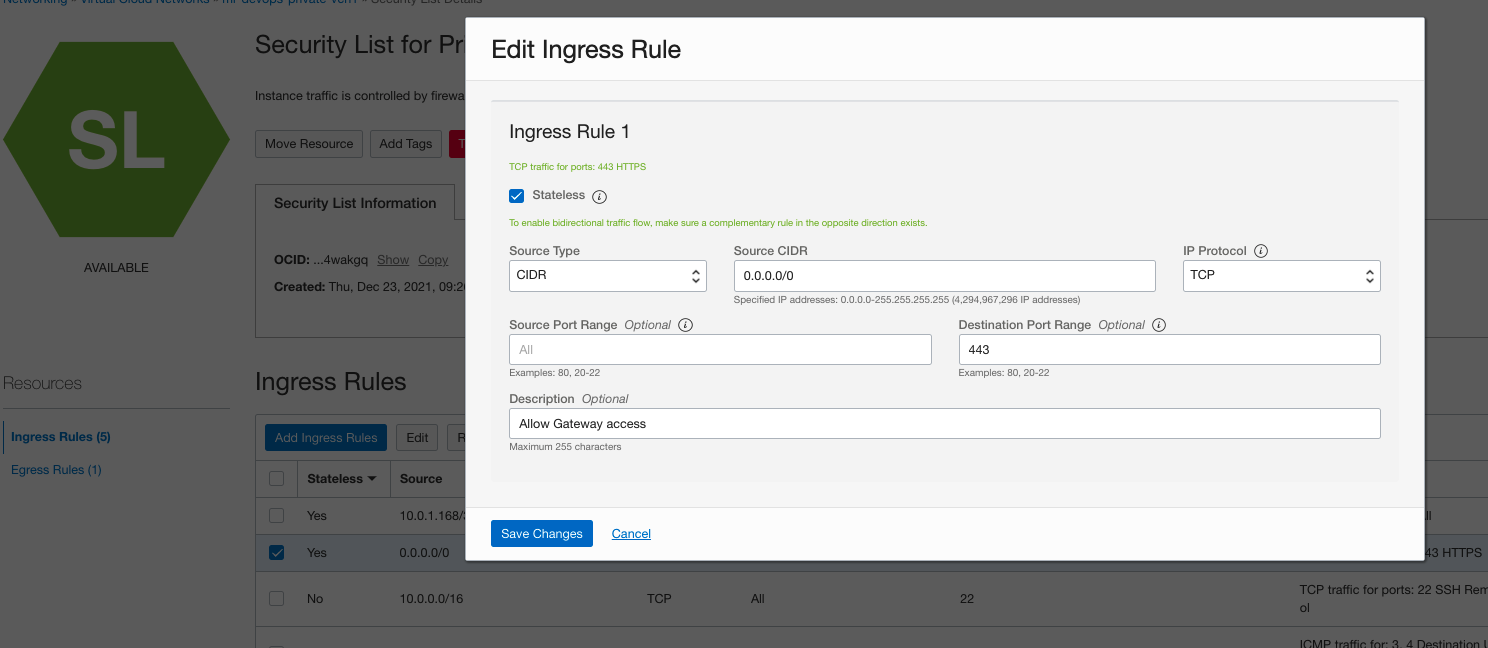 Networking » Virtual Cloud Networks » » Security List Details
SL
AVAILABLE
Security List for Pr
Instance traffic is controlled by firewa
Move Resource
Add Tags
T
Security List Information
OCID: ...4wakgq Show Copy
Created: Thu, Dec 23, 2021, 09:20
Resources
Ingress Rules (5)
Egress Rules (1)
Ingress Rules
Add Ingress Rules
Edit
R
Stateless
Source
Yes
10.0.1.168/
Yes
0.0.0.0/0
43 HTTPS
No
10.0.0.0/16
TCP
All
22
TCP traffic for ports: 22 SSH Rem
ol
ICMP traffic for: 3, 4 Destination
Edit Ingress Rule
Ingress Rule 1
TCP traffic for ports: 443 HTTPS
Stateless
To enable bidirectional traffic flow, make sure a complementary rule in the opposite direction exists.
Source Type
CIDR
Source CIDR
0.0.0.0/0
Specified IP addresses: 0.0.0.0-255.255.255.255 (4,294,967,296 IP addresses)
IP Protocol
TCP
Source Port Range Optional
All
Examples: 80, 20-22
Destination Port Range Optional
443
Examples: 80, 20-22
Description Optional
Allow Gateway access
Maximum 255 characters
Save Changes
Cancel